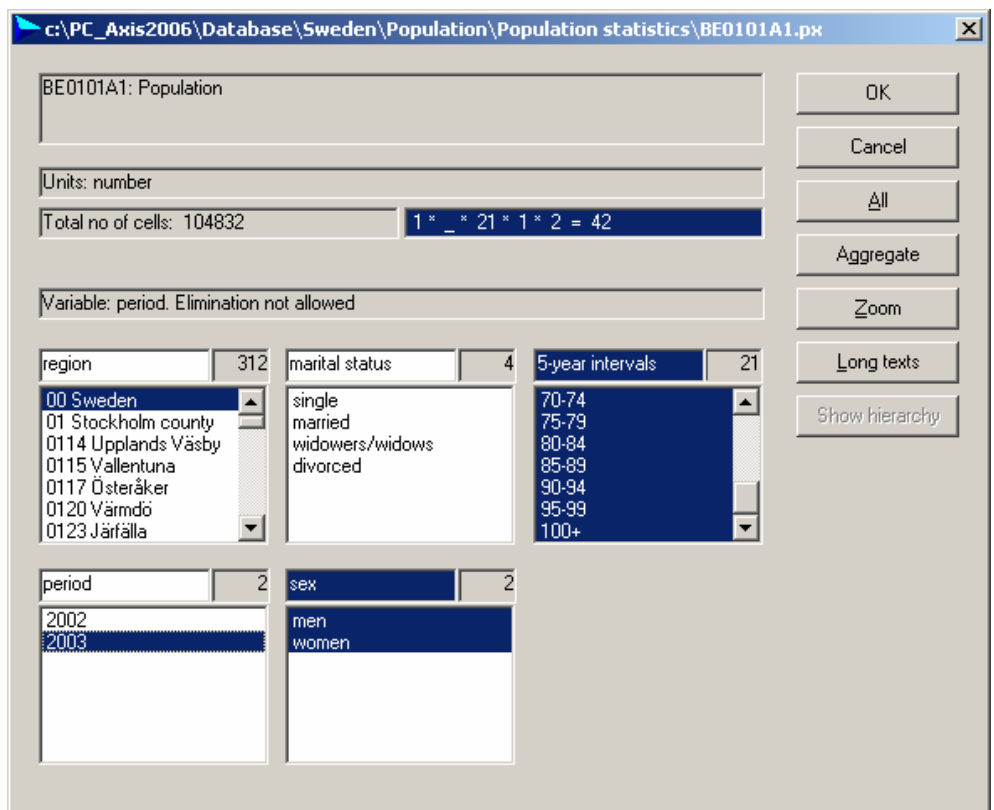 c:\PC_Axis2006\Database\Sweden\Population\Population statistics\BE0101A1.px
BE0101A1: Population
OK
Cancel
Units: number
All
Total no of cells: 104832
1 * _ * 21 * 1 * 2 = 42
Aggregate
Variable: period. Elimination not allowed
Zoom
region 312
marital status 4
5-year intervals 21
Long texts
00 Sweden
01 Stockholm county
0114 Upplands Väsby
0115 Vallentuna
0117 Österåker
0120 Värmdö
0123 Järfälla
single
married
widowers/widows
divorced
70-74
75-79
80-84
85-89
90-94
95-99
100+
Show hierarchy
period 2
sex 2
2002
2003
men
women